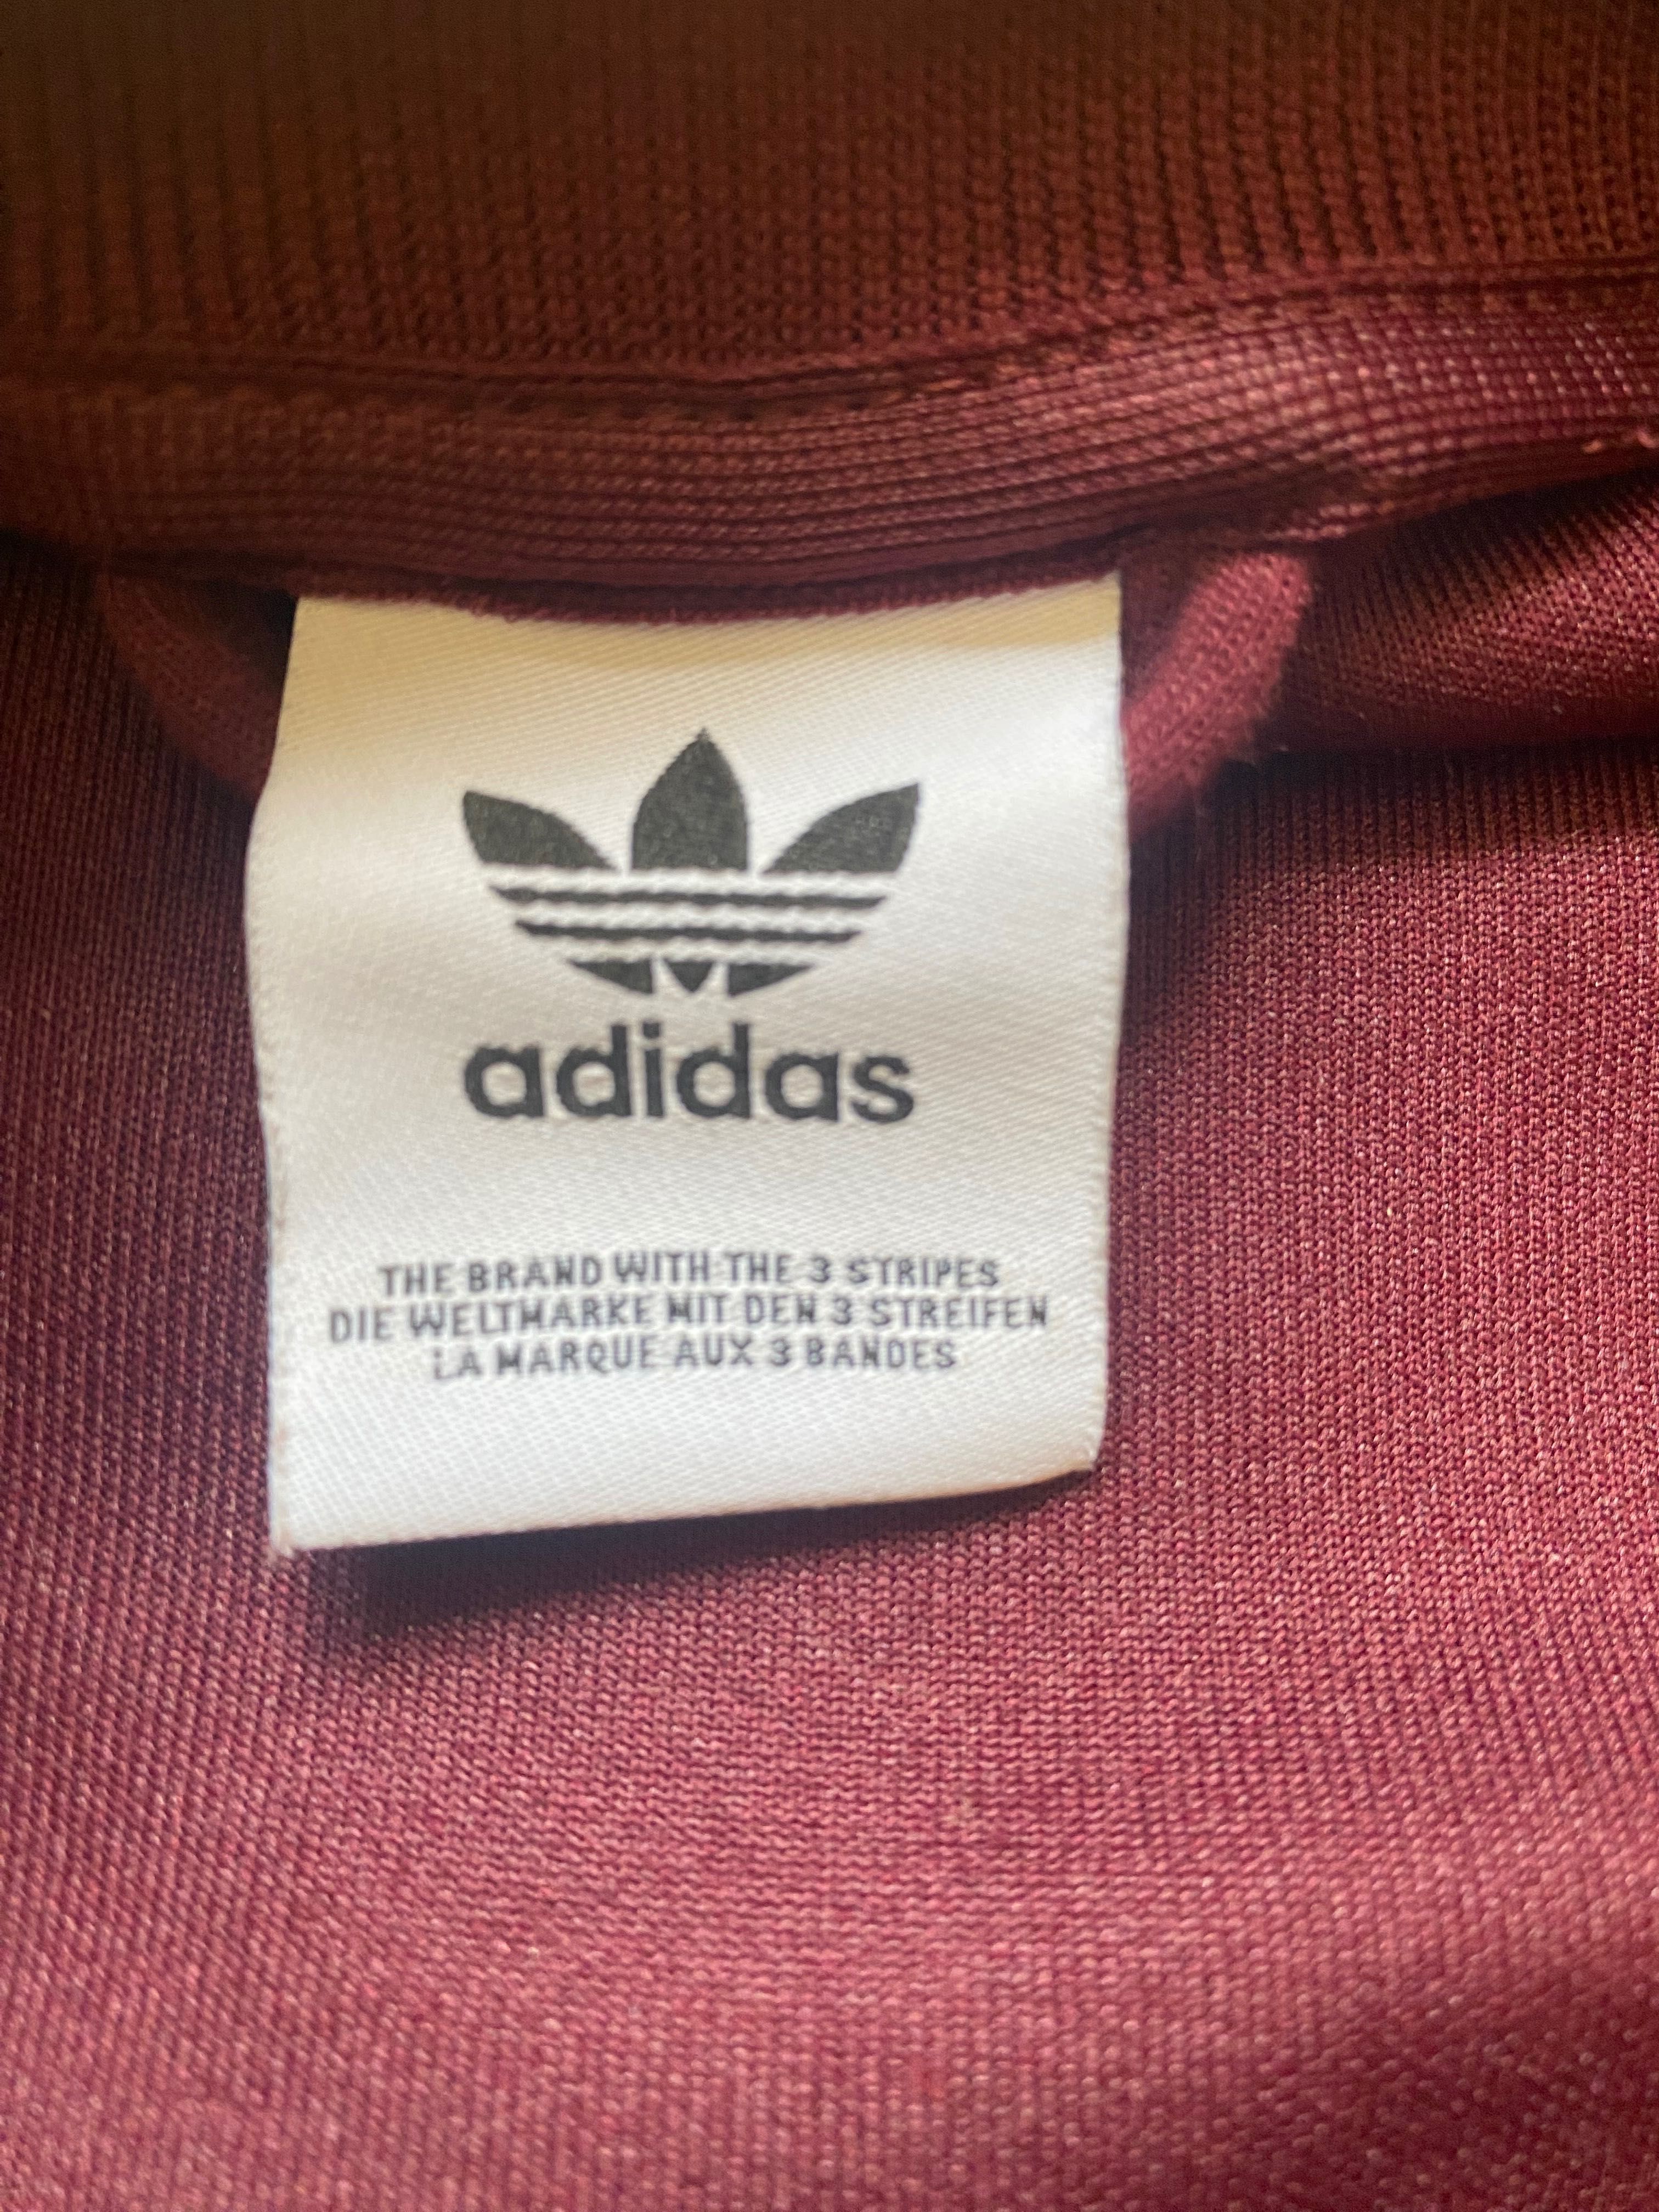 adidas
THE BRAND WITH THE 3 STRIPES
DIE WELTMARKE MIT DEN 3 STREIFEN
LA MARQUE AUX 3 BANDES